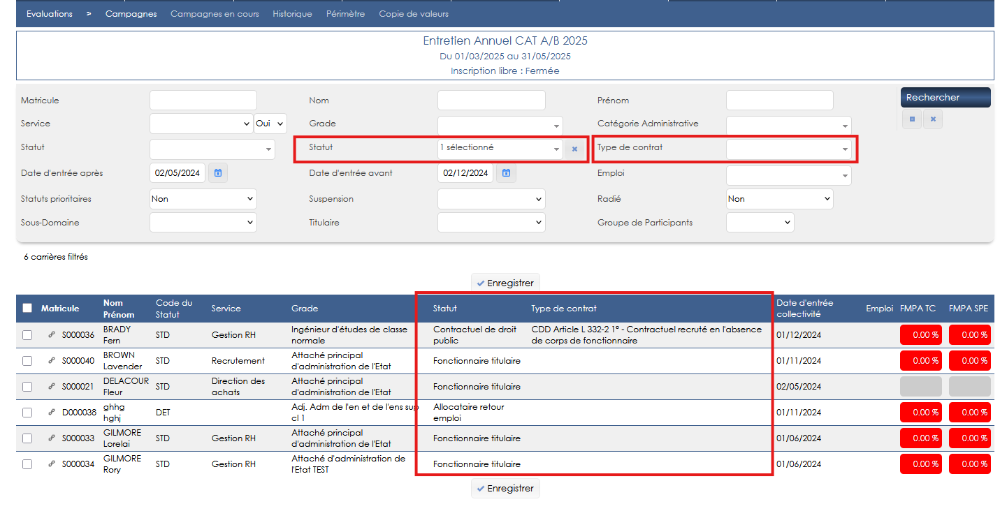 Evaluations > Campagnes Campagnes en cours Historique Périmètre Copie de valeurs
Entretien Annuel CAT A/B 2025
Du 01/03/2025 au 31/05/2025
Inscription libre : Fermée
Matricule Nom Prénom Rechercher
Service Oui Grade Catégorie Administrative
Statut Statut 1 sélectionné Type de contrat
Date d'entrée après 02/05/2024 Date d'entrée avant 02/12/2024 Emploi
Statuts prioritaires Non Suspension Radié Non
Sous-Domaine Titulaire Groupe de Participants
6 carrières filtrés
Enregistrer
Matricule Nom Prénom Code du Statut Service Grade Statut Type de contrat Date d'entrée collectivité Emploi FMPA TC FMPA SPE
S000036 BRADY Fern STD Gestion RH Ingénieur d'études de classe normale Contractuel de droit public CDD Article L 332-2 1° - Contractuel recruté en l'absence de corps de fonctionnaire 01/12/2024 0.00 % 0.00 %
S000040 BROWN Lavender STD Recrutement Attaché principal d'administration de l'Etat Fonctionnaire titulaire 01/11/2024 0.00 % 0.00 %
S000021 DELACOUR Fleur STD Direction des achats Attaché principal d'administration de l'Etat Fonctionnaire titulaire 02/05/2024
D000038 ghhg hghj DET Adj. Adm de l'en et de l'ens sup cl 1 Allocataire retour emploi 01/11/2024 0.00 % 0.00 %
S000033 GILMORE Lorelai STD Gestion RH Attaché principal d'administration de l'Etat Fonctionnaire titulaire 01/06/2024 0.00 % 0.00 %
S000034 GILMORE Rory STD Gestion RH Attaché d'administration de l'Etat TEST Fonctionnaire titulaire 01/06/2024 0.00 % 0.00 %
Enregistrer